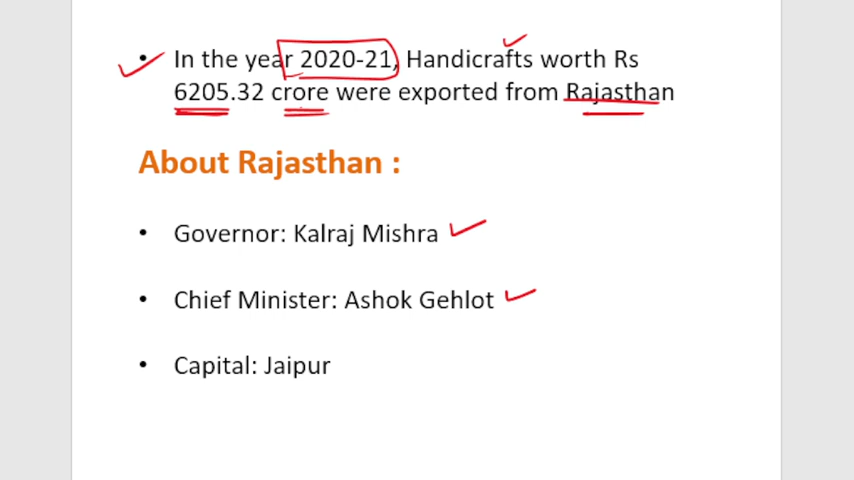 • In the year 2020-21, Handicrafts worth Rs
6205.32 crore were exported from Rajasthan
About Rajasthan :
• Governor: Kalraj Mishra
• Chief Minister: Ashok Gehlot
• Capital: Jaipur